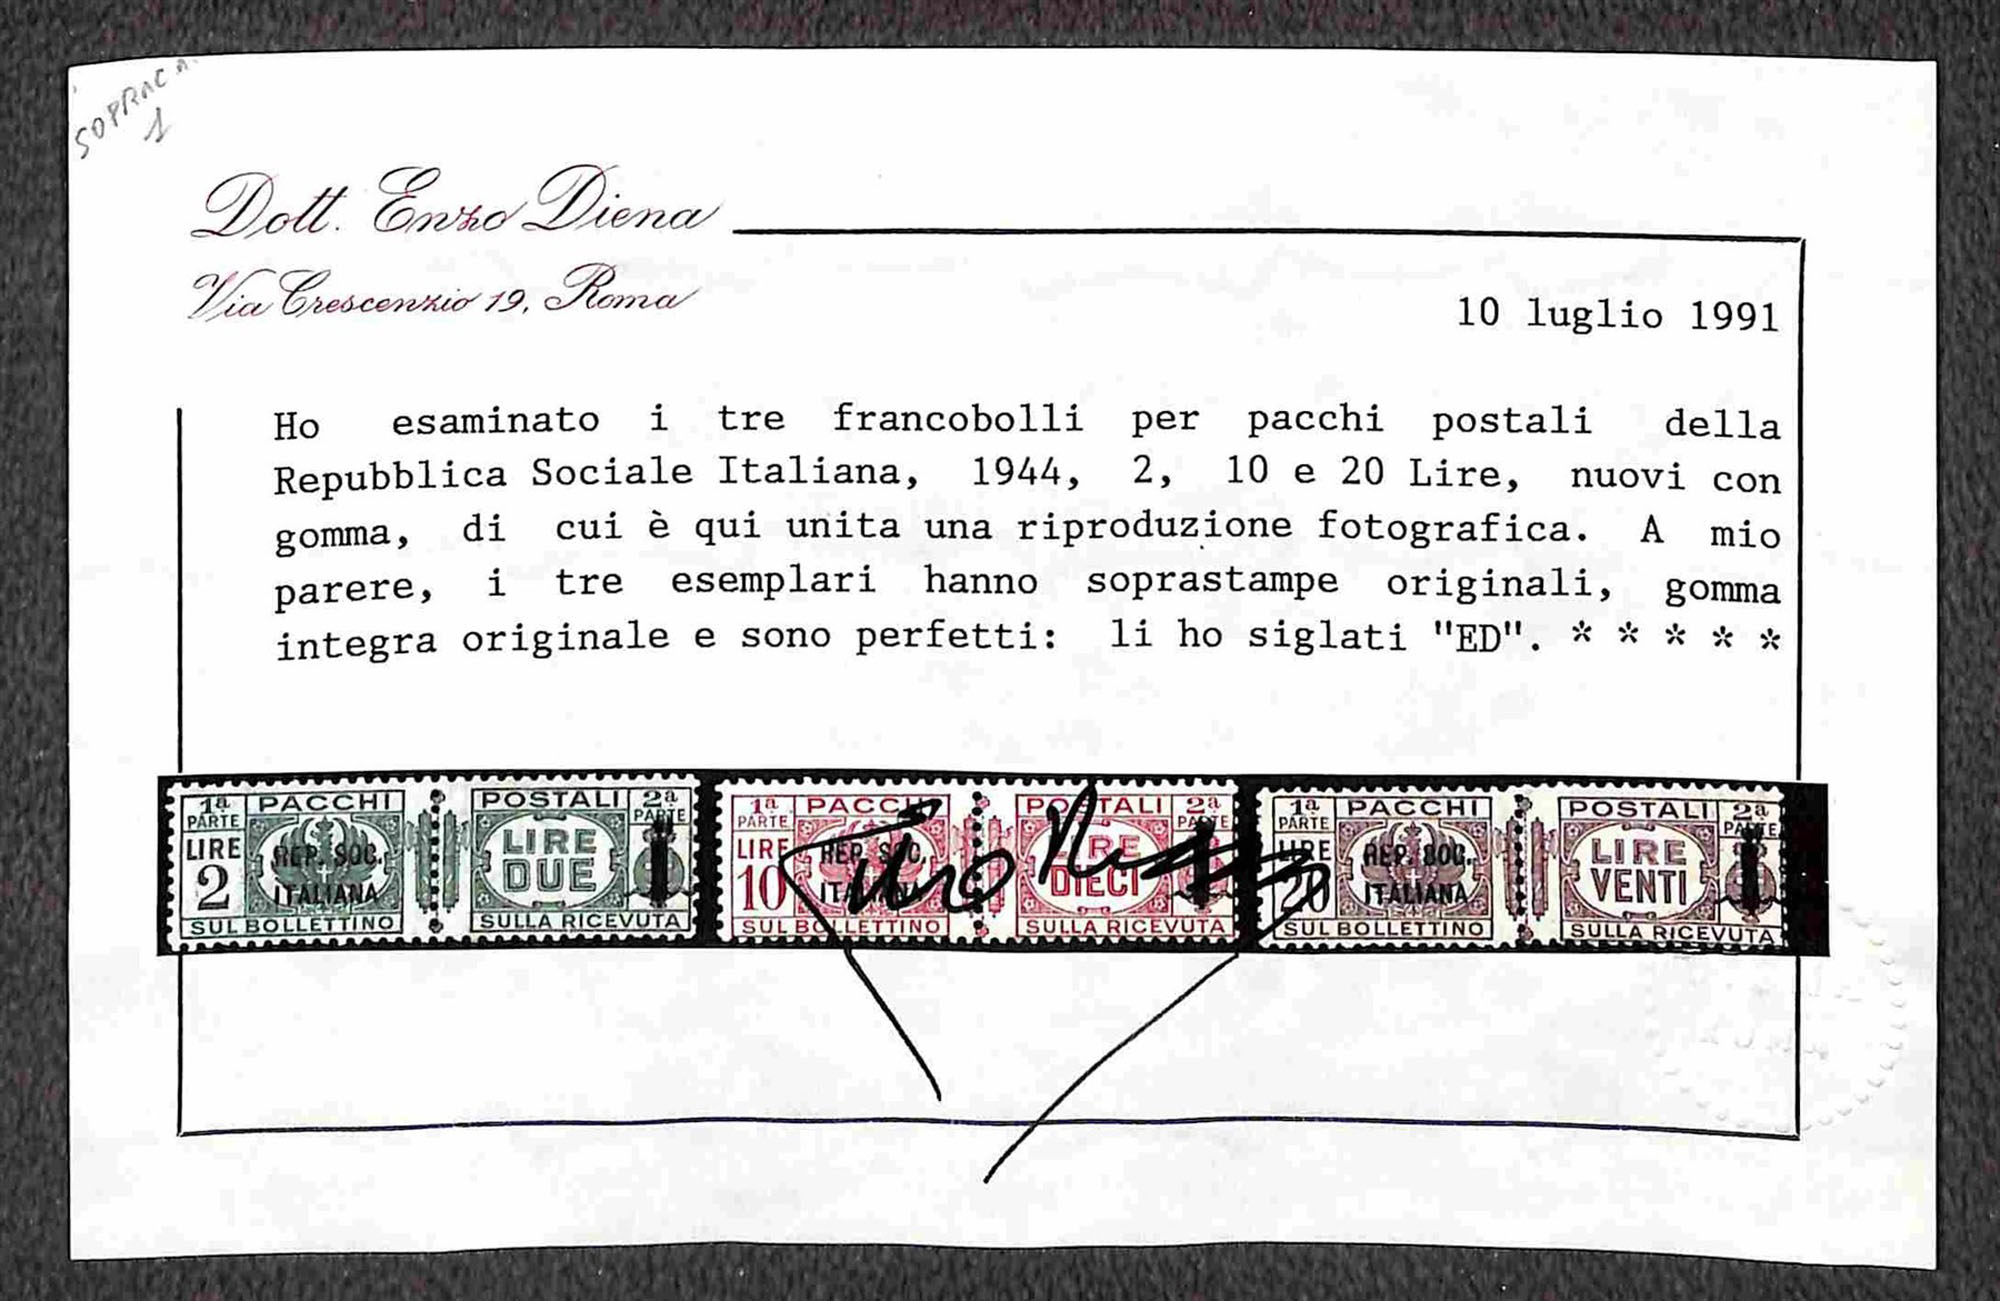 SOPRAC
1
Dott. Enzo Diena
Via Crescenzio 19, Roma
10 luglio 1991
Ho esaminato i tre francobolli per pacchi postali della
Repubblica Sociale Italiana, 1944, 2, 10 e 20 Lire, nuovi con
gomma, di cui è qui unita una riproduzione fotografica. A mio
parere, i tre esemplari hanno soprastampe originali, gomma
integra originale e sono perfetti: li ho siglati "ED". * * * * *
1ª PARTE PACCHI POSTALI 2ª PARTE
LIRE 2 REP. SOC. ITALIANA LIRE DUE
SUL BOLLETTINO SULLA RICEVUTA
1ª PARTE PACCHI POSTALI 2ª PARTE
LIRE 10 REP. SOC. ITALIANA LIRE DIECI
SUL BOLLETTINO SULLA RICEVUTA
1ª PARTE PACCHI POSTALI 2ª PARTE
LIRE 20 REP. SOC. ITALIANA LIRE VENTI
SUL BOLLETTINO SULLA RICEVUTA